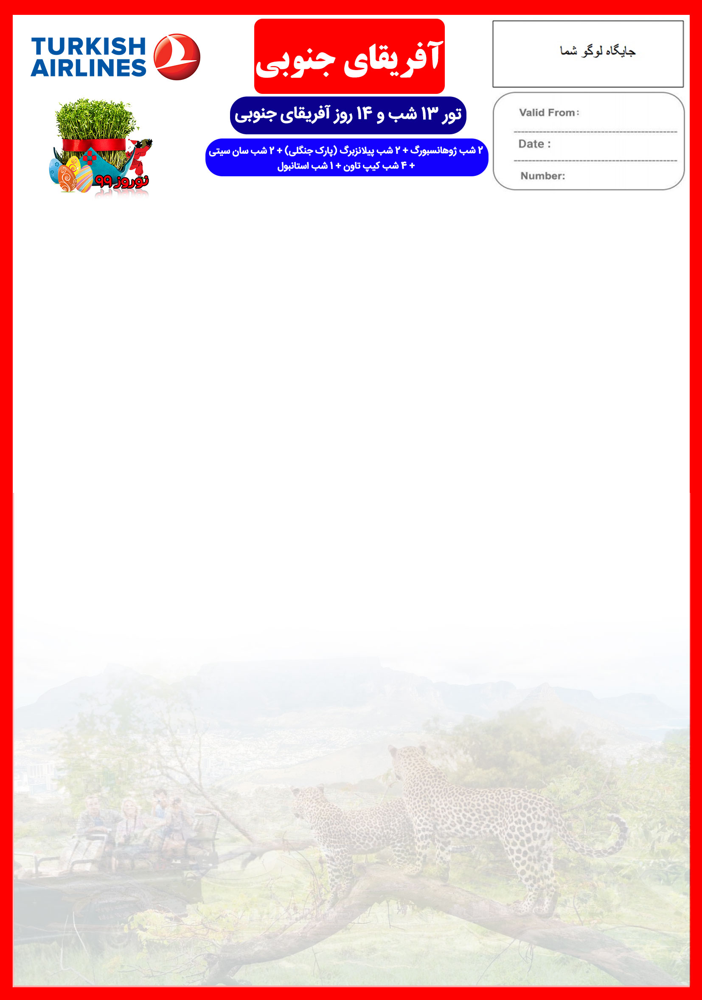 TURKISH
AIRLINES
آفریقای جنوبی
جایگاه لوگو شما
تور ۱۳ شب و ۱۴ روز آفریقای جنوبی
۲ شب ژوهانسبورگ + ۲ شب پیلانزبرگ (پارک جنگلی) + ۲ شب سان سیتی
+ ۴ شب کیپ تاون + ۱ شب استانبول
Valid From:
Date :
Number:
نوروز ۹۹